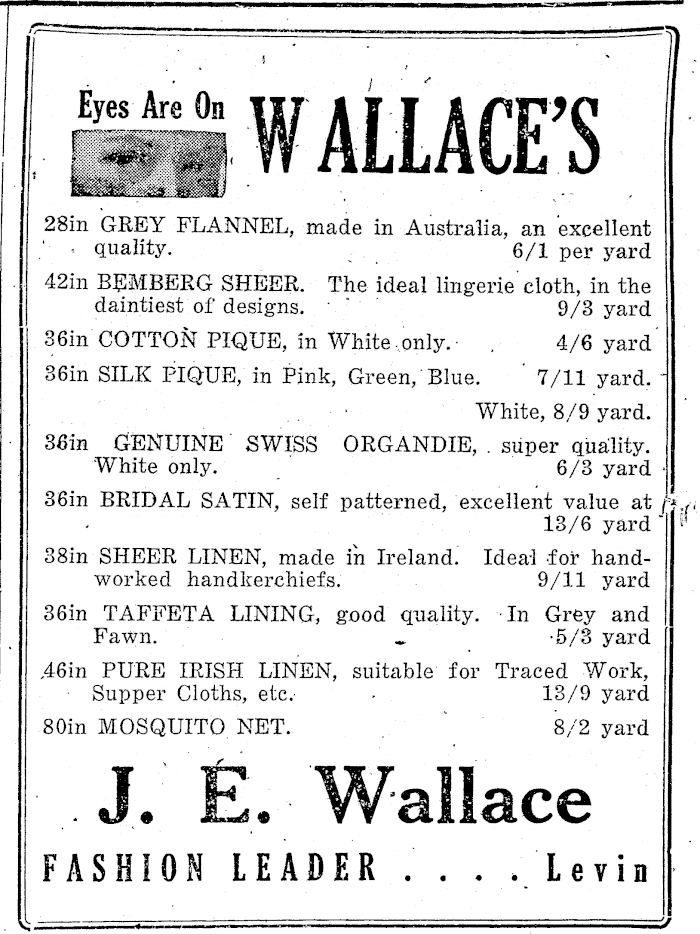 Eyes Are On WALLACE'S
28in GREY FLANNEL, made in Australia, an excellent
quality. 6/1 per yard
42in BEMBERG SHEER. The ideal lingerie cloth, in the
daintiest of designs. 9/3 yard
36in COTTON PIQUE, in White only. 4/6 yard
36in SILK PIQUE, in Pink, Green, Blue. 7/11 yard.
White, 8/9 yard.
36in GENUINE SWISS ORGANDIE, super quality.
White only. 6/3 yard
36in BRIDAL SATIN, self patterned, excellent value at
13/6 yard
38in SHEER LINEN, made in Ireland. Ideal for hand-
worked handkerchiefs. 9/11 yard
36in TAFFETA LINING, good quality. In Grey and
Fawn. 5/3 yard
46in PURE IRISH LINEN, suitable for Traced Work,
Supper Cloths, etc. 13/9 yard
80in MOSQUITO NET. 8/2 yard
J. E. Wallace
FASHION LEADER . . . . Levin